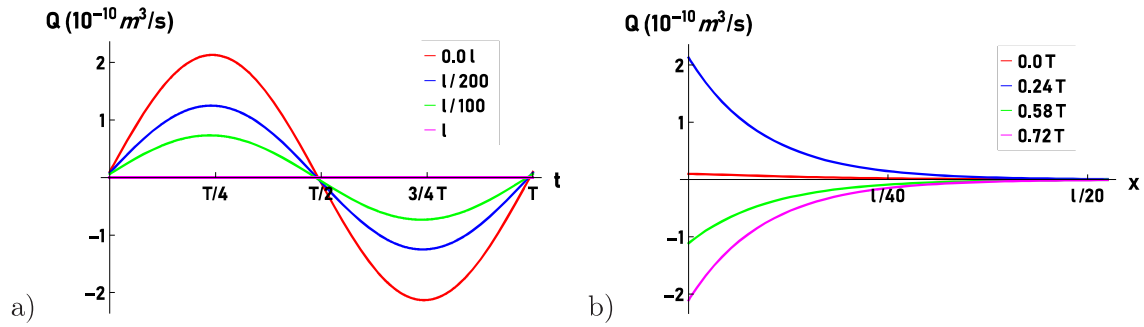 Q (10⁻¹⁰ m³/s)
2
1
-1
-2
T/4
T/2
3/4 T
T
t
0.0 l
l / 200
l / 100
l
a)
Q (10⁻¹⁰ m³/s)
2
1
-1
-2
l/40
l/20
x
0.0 T
0.24 T
0.58 T
0.72 T
b)